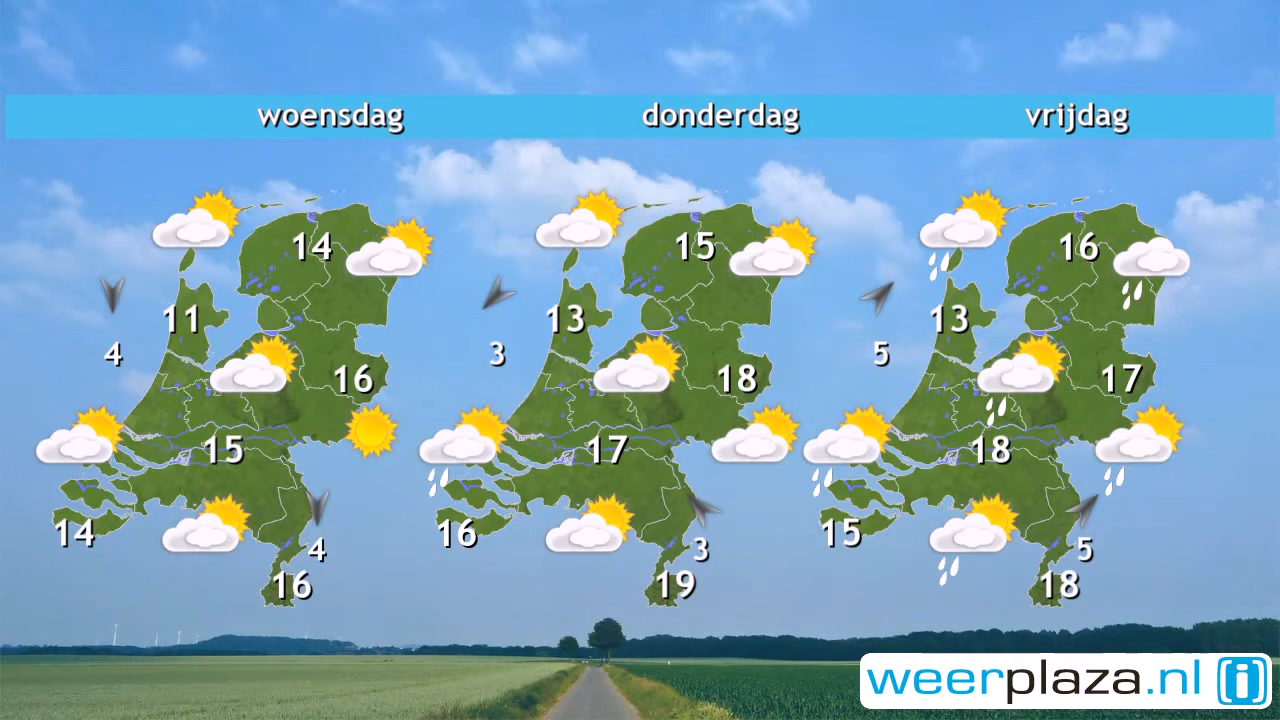 woensdag donderdag vrijdag
14 15 16
11 13 13
4 3 5
16 18 17
15 17 18
14 16 15
4 3 5
16 19 18
weerplaza.nl i